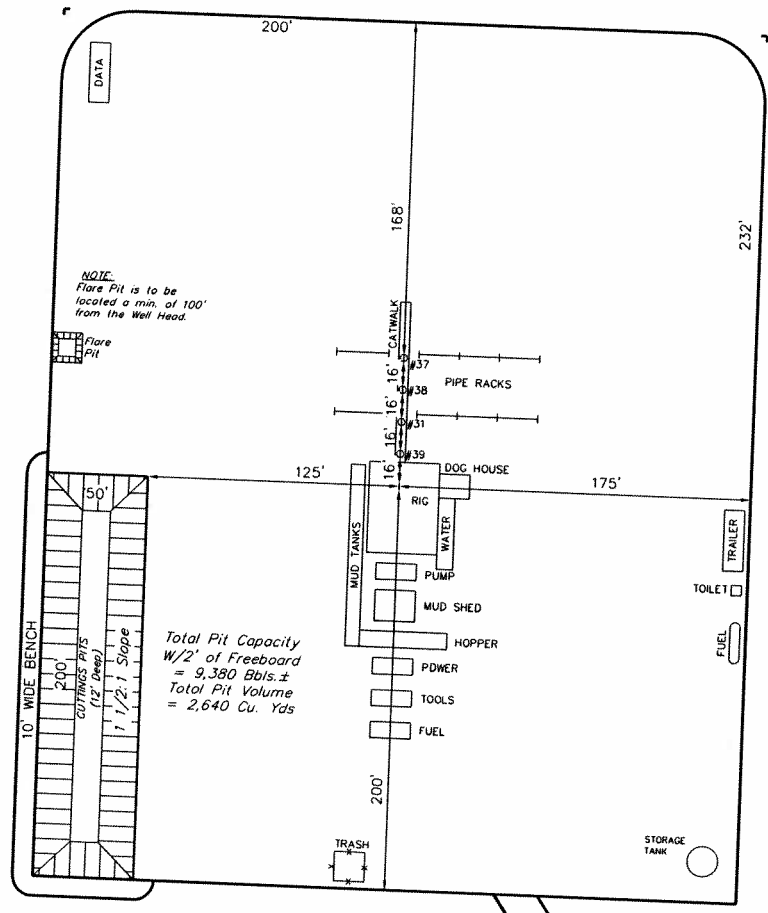 200'
DATA
168'
232'
NOTE:
Flare Pit is to be
located a min. of 100'
from the Well Head.
Flare
Pit
CATWALK
#37
16'
PIPE RACKS
#38
16'
#31
16'
#39
16'
DOG HOUSE
125'
175'
RIG
50'
MUD TANKS
WATER
TRAILER
PUMP
TOILET
MUD SHED
FUEL
HOPPER
10' WIDE BENCH
200'
CUTTINGS PITS
(12' Deep)
1 1/2:1 Slope
Total Pit Capacity
W/2' of Freeboard
= 9,380 Bbls.±
Total Pit Volume
= 2,640 Cu. Yds
POWER
TOOLS
FUEL
200'
TRASH
STORAGE
TANK